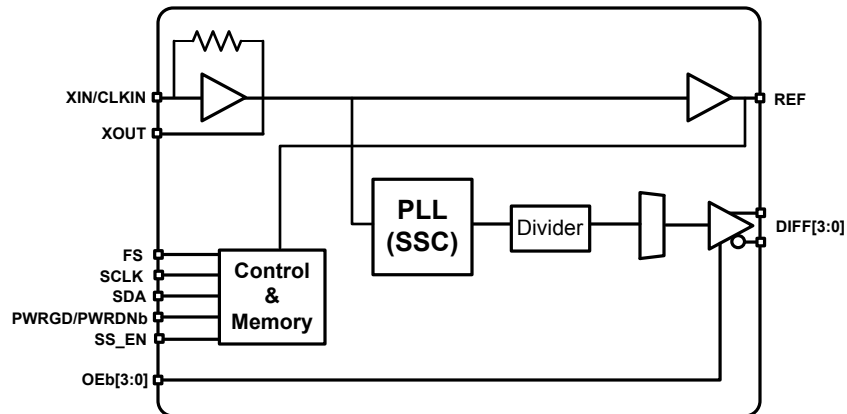 XIN/CLKIN
XOUT
REF
PLL
(SSC)
Divider
DIFF[3:0]
FS
SCLK
SDA
PWRGD/PWRDNb
SS_EN
Control
&
Memory
OEb[3:0]